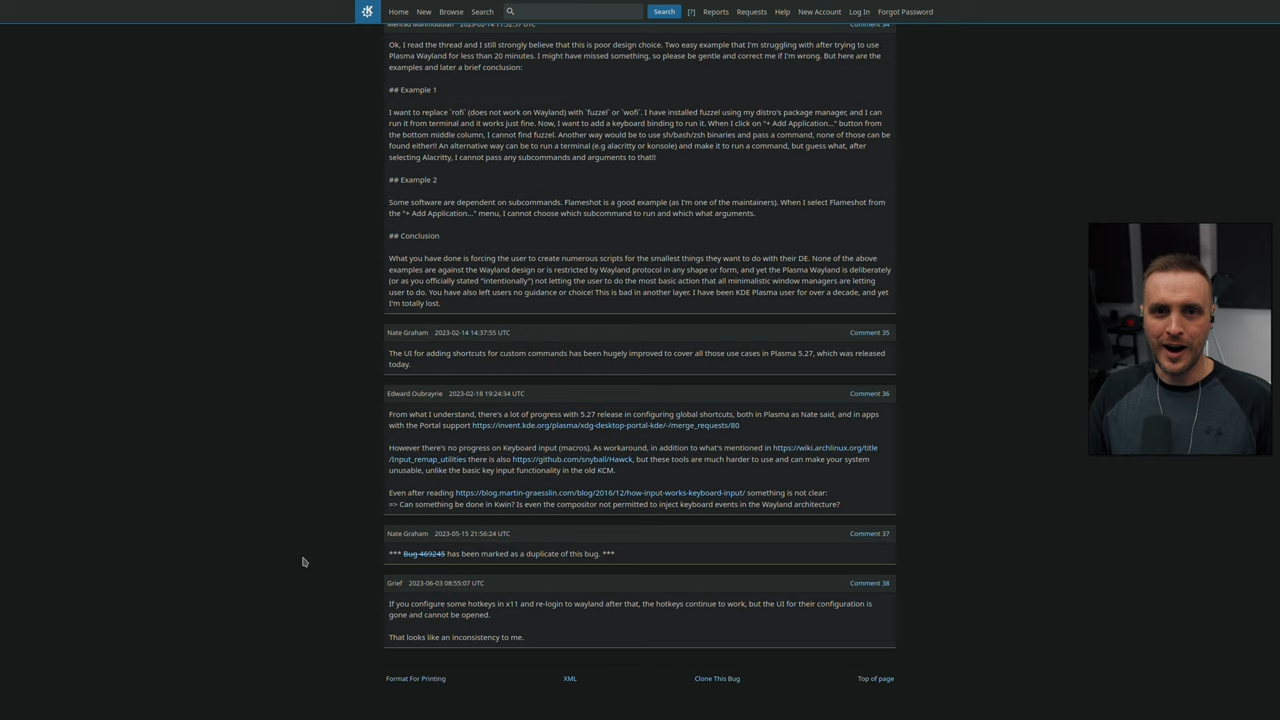 Home New Browse Search Search [?] Reports Requests Help New Account Log In Forgot Password
Mehrad Mahmoudian 2023-02-14 11:52:57 UTC Comment 34
Ok, I read the thread and I still strongly believe that this is poor design choice. Two easy example that I'm struggling with after trying to use
Plasma Wayland for less than 20 minutes. I might have missed something, so please be gentle and correct me if I'm wrong. But here are the
examples and later a brief conclusion:
## Example 1
I want to replace `rofi` (does not work on Wayland) with `fuzzel` or `wofi`. I have installed fuzzel using my distro's package manager, and I can
run it from terminal and it works just fine. Now, I want to add a keyboard binding to run it. When I click on "+ Add Application..." button from
the bottom middle column, I cannot find fuzzel. Another way would be to use sh/bash/zsh binaries and pass a command, none of those can be
found either!! An alternative way can be to run a terminal (e.g alacritty or konsole) and make it to run a command, but guess what, after
selecting Alacritty, I cannot pass any subcommands and arguments to that!!
## Example 2
Some software are dependent on subcommands. Flameshot is a good example (as I'm one of the maintainers). When I select Flameshot from
the "+ Add Application..." menu, I cannot choose which subcommand to run and which what arguments.
## Conclusion
What you have done is forcing the user to create numerous scripts for the smallest things they want to do with their DE. None of the above
examples are against the Wayland design or is restricted by Wayland protocol in any shape or form, and yet the Plasma Wayland is deliberately
(or as you officially stated "intentionally") not letting the user to do the most basic action that all minimalistic window managers are letting
user to do. You have also left users no guidance or choice! This is bad in another layer. I have been KDE Plasma user for over a decade, and yet
I'm totally lost.
Nate Graham 2023-02-14 14:37:55 UTC Comment 35
The UI for adding shortcuts for custom commands has been hugely improved to cover all those use cases in Plasma 5.27, which was released
today.
Edward Oubrayrie 2023-02-18 19:24:34 UTC Comment 36
From what I understand, there's a lot of progress with 5.27 release in configuring global shortcuts, both in Plasma as Nate said, and in apps
with the Portal support https://invent.kde.org/plasma/xdg-desktop-portal-kde/-/merge_requests/80
However there's no progress on Keyboard input (macros). As workaround, in addition to what's mentioned in https://wiki.archlinux.org/title
/Input_remap_utilities there is also https://github.com/snyball/Hawck, but these tools are much harder to use and can make your system
unusable, unlike the basic key input functionality in the old KCM.
Even after reading https://blog.martin-graesslin.com/blog/2016/12/how-input-works-keyboard-input/ something is not clear:
=> Can something be done in Kwin? Is even the compositor not permitted to inject keyboard events in the Wayland architecture?
Nate Graham 2023-05-15 21:56:24 UTC Comment 37
*** Bug 469245 has been marked as a duplicate of this bug. ***
Grief 2023-06-03 08:55:07 UTC Comment 38
If you configure some hotkeys in x11 and re-login to wayland after that, the hotkeys continue to work, but the UI for their configuration is
gone and cannot be opened.
That looks like an inconsistency to me.
Format For Printing XML Clone This Bug Top of page